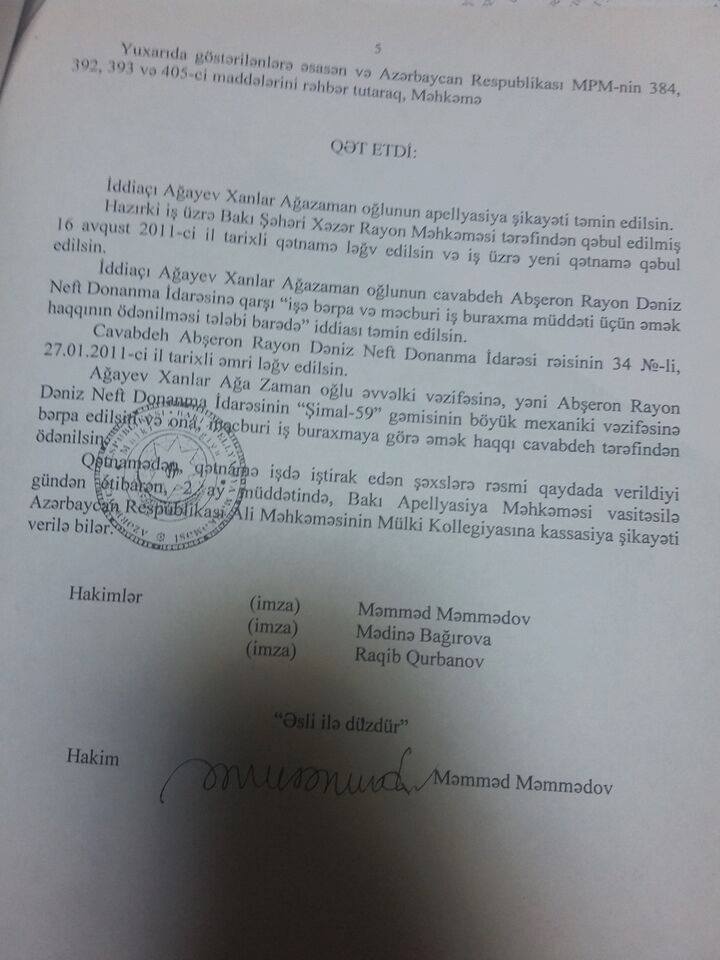 5
Yuxarıda göstərilənlərə əsasən və Azərbaycan Respublikası MPM-nin 384,
392, 393 və 405-ci maddələrini rəhbər tutaraq, Məhkəmə
QƏT ETDİ:
İddiaçı Ağayev Xanlar Ağazaman oğlunun apellyasiya şikayəti təmin edilsin.
Hazırki iş üzrə Bakı Şəhəri Xəzər Rayon Məhkəməsi tərəfindən qəbul edilmiş
16 avqust 2011-ci il tarixli qətnamə ləğv edilsin və iş üzrə yeni qətnamə qəbul
edilsin.
İddiaçı Ağayev Xanlar Ağazaman oğlunun cavabdeh Abşeron Rayon Dəniz
Neft Donanma İdarəsinə qarşı “işə bərpa və məcburi iş buraxma müddəti üçün əmək
haqqının ödənilməsi tələbi barədə” iddiası təmin edilsin.
Cavabdeh Abşeron Rayon Dəniz Neft Donanma İdarəsi rəisinin 34 №-li,
27.01.2011-ci il tarixli əmri ləğv edilsin.
Ağayev Xanlar Ağa Zaman oğlu əvvəlki vəzifəsinə, yəni Abşeron Rayon
Dəniz Neft Donanma İdarəsinin “Şimal-59” gəmisinin böyük mexaniki vəzifəsinə
bərpa edilsin və ona, məcburi iş buraxmaya görə əmək haqqı cavabdeh tərəfindən
ödənilsin.
Qətnamədən, qətnamə işdə iştirak edən şəxslərə rəsmi qaydada verildiyi
gündən etibarən, 2 ay müddətində, Bakı Apellyasiya Məhkəməsi vasitəsilə
Azərbaycan Respublikası Ali Məhkəməsinin Mülki Kollegiyasına kassasiya şikayəti
verilə bilər.
Hakimlər (imza) Məmməd Məmmədov
(imza) Mədinə Bağırova
(imza) Raqib Qurbanov
“Əsli ilə düzdür”
Hakim Məmməd Məmmədov